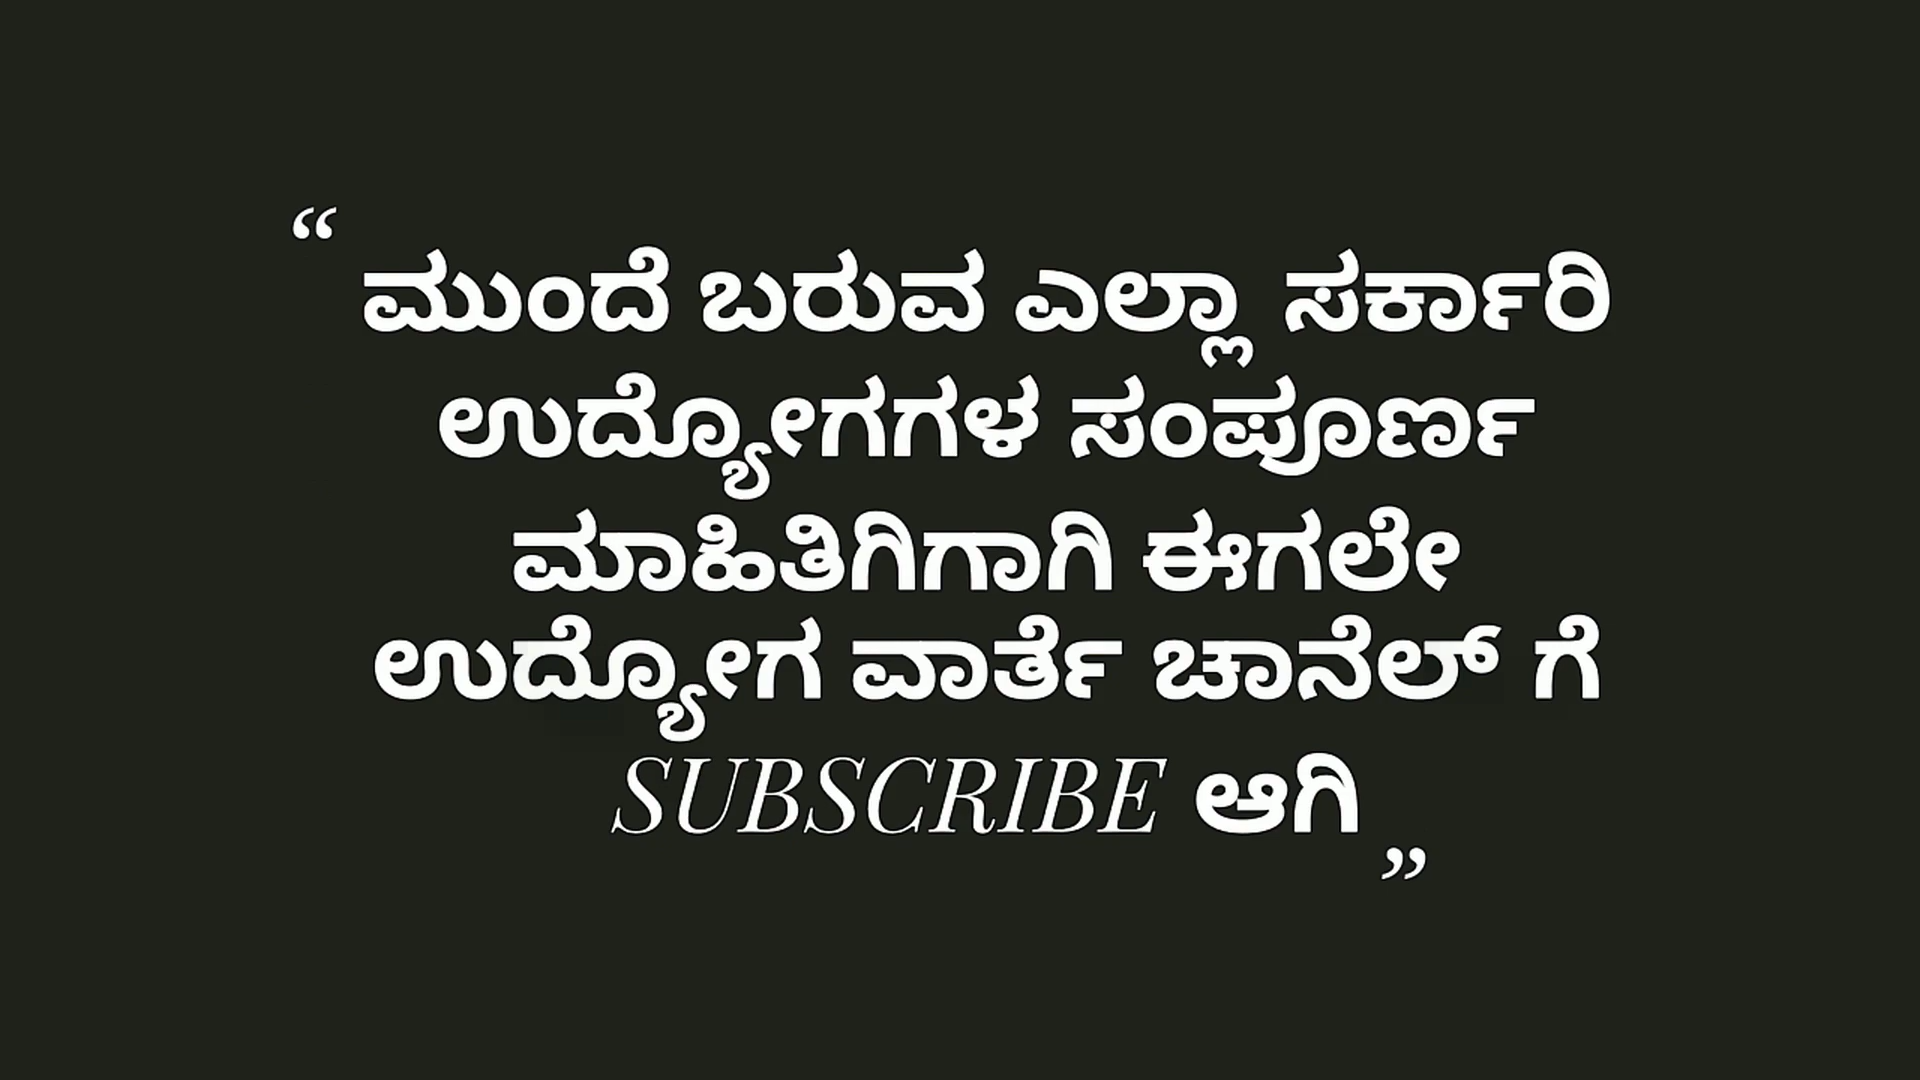 “ ಮುಂದೆ ಬರುವ ಎಲ್ಲಾ ಸರ್ಕಾರಿ
ಉದ್ಯೋಗಗಳ ಸಂಪೂರ್ಣ
ಮಾಹಿತಿಗಿಗಾಗಿ ಈಗಲೇ
ಉದ್ಯೋಗ ವಾರ್ತೆ ಚಾನೆಲ್ ಗೆ
SUBSCRIBE ಆಗಿ ”